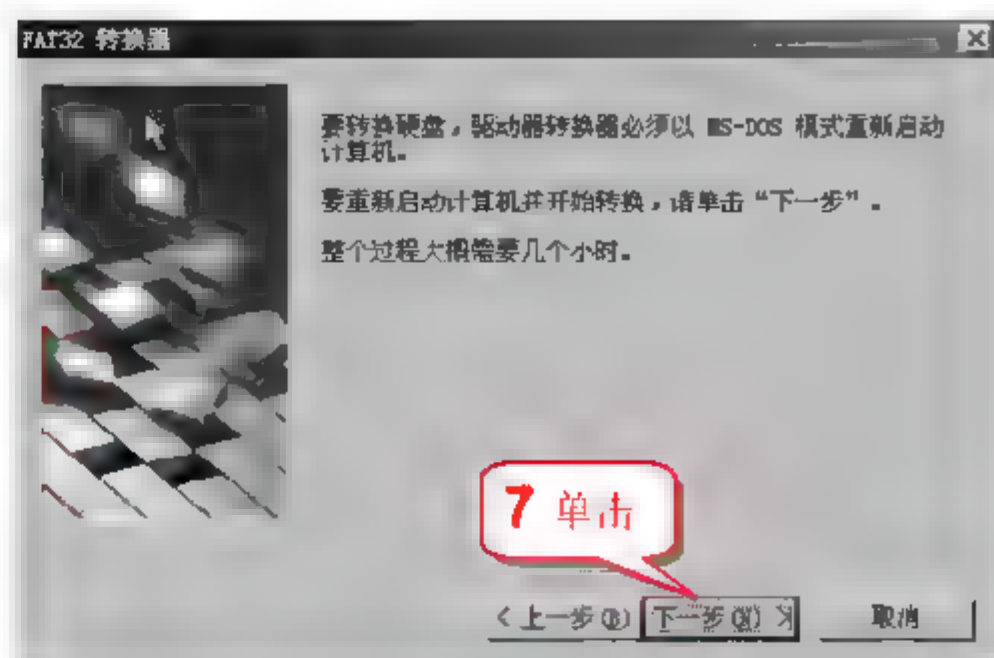 FAT32 转换器
要转换硬盘，驱动器转换器必须以 MS-DOS 模式重新启动
计算机。
要重新启动计算机并开始转换，请单击“下一步”。
整个过程大概需要几个小时。
7 单击
< 上一步(B) 下一步(N) > 取消